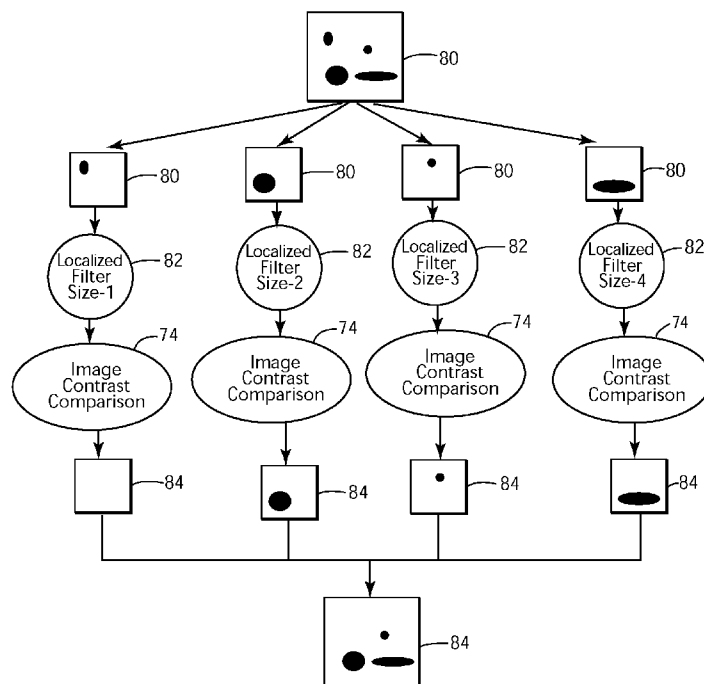 80
80
80
80
80
Localized
Filter
Size-1
82
Localized
Filter
Size-2
82
Localized
Filter
Size-3
82
Localized
Filter
Size-4
82
74
Image
Contrast
Comparison
74
Image
Contrast
Comparison
74
Image
Contrast
Comparison
74
Image
Contrast
Comparison
84
84
84
84
84